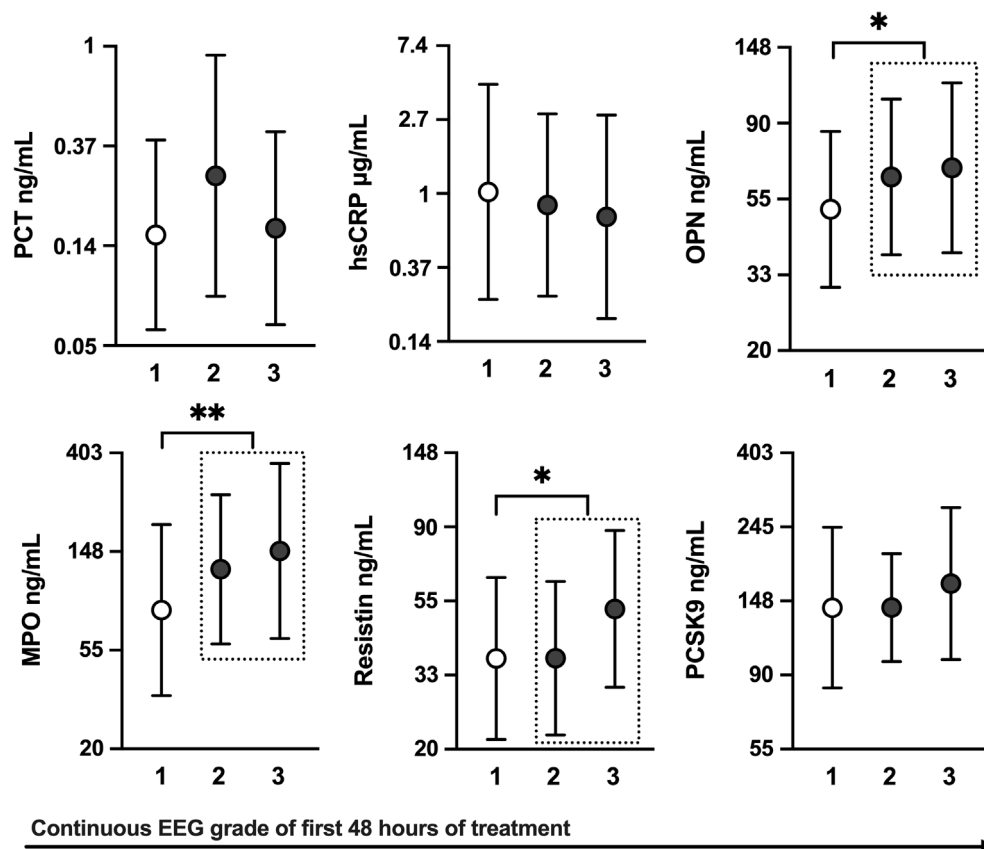 PCT ng/mL
1
0.37
0.14
0.05
1 2 3
hsCRP µg/mL
7.4
2.7
1
0.37
0.14
1 2 3
OPN ng/mL
148
90
55
33
20
*
1 2 3
MPO ng/mL
403
148
55
20
**
1 2 3
Resistin ng/mL
148
90
55
33
20
*
1 2 3
PCSK9 ng/mL
403
245
148
90
55
1 2 3
Continuous EEG grade of first 48 hours of treatment